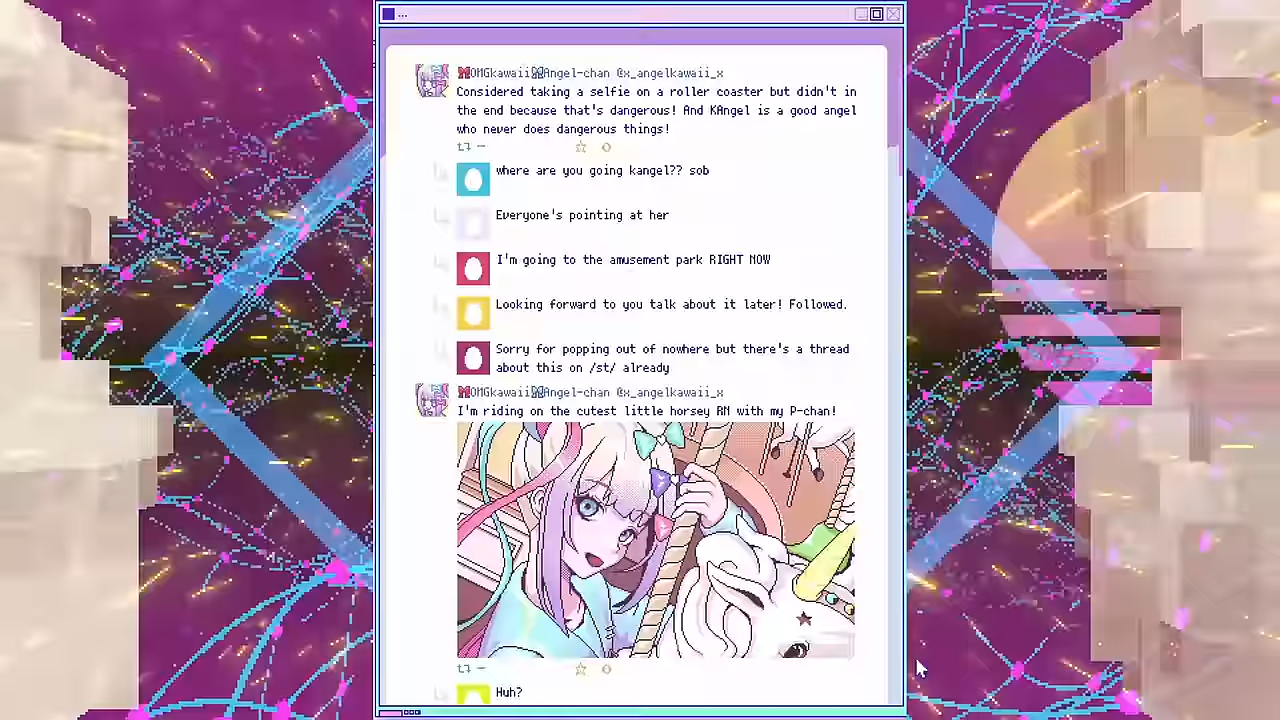 ...
OMGkawaiiAngel-chan @x_angelkawaii_x
Considered taking a selfie on a roller coaster but didn't in
the end because that's dangerous! And KAngel is a good angel
who never does dangerous things!
where are you going kangel?? sob
Everyone's pointing at her
I'm going to the amusement park RIGHT NOW
Looking forward to you talk about it later! Followed.
Sorry for popping out of nowhere but there's a thread
about this on /st/ already
OMGkawaiiAngel-chan @x_angelkawaii_x
I'm riding on the cutest little horsey RN with my P-chan!
Huh?